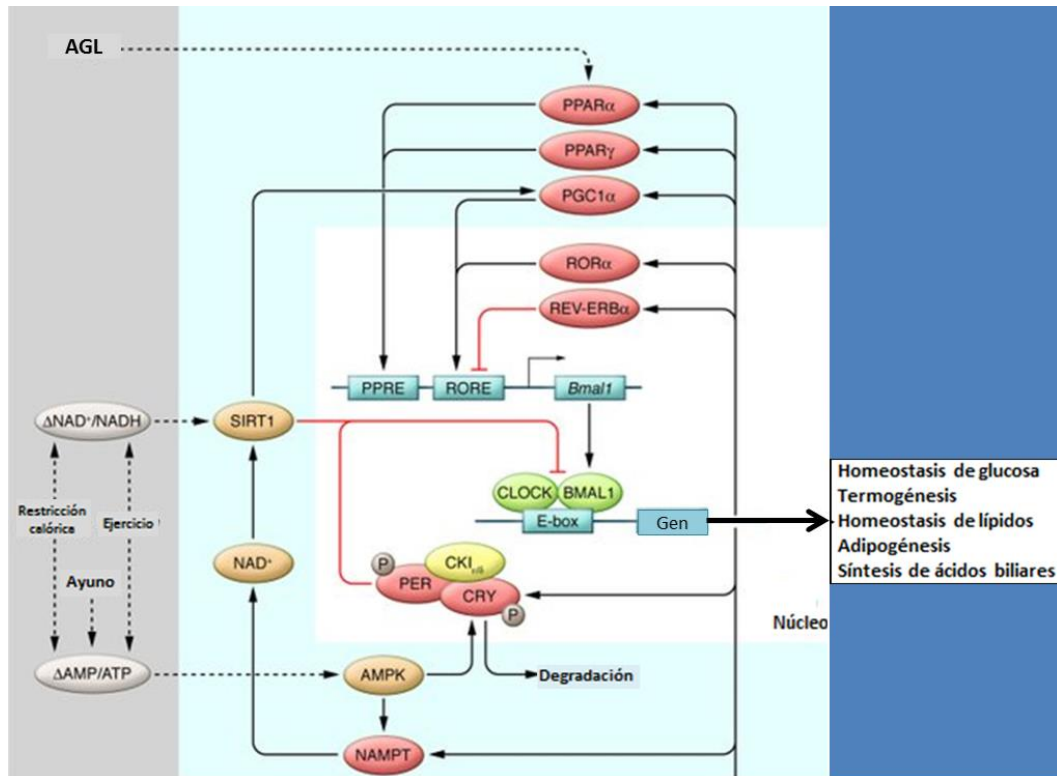 AGL
PPARα
PPARγ
PGC1α
RORα
REV-ERBα
PPRE
RORE
Bmal1
ΔNAD⁺/NADH
SIRT1
CLOCK
BMAL1
E-box
Gen
Homeostasis de glucosa
Termogénesis
Homeostasis de lípidos
Adipogénesis
Síntesis de ácidos biliares
Restricción
calórica
Ejercicio
Ayuno
NAD⁺
P
PER
CKI
CRY
P
Núcleo
ΔAMP/ATP
AMPK
Degradación
NAMPT